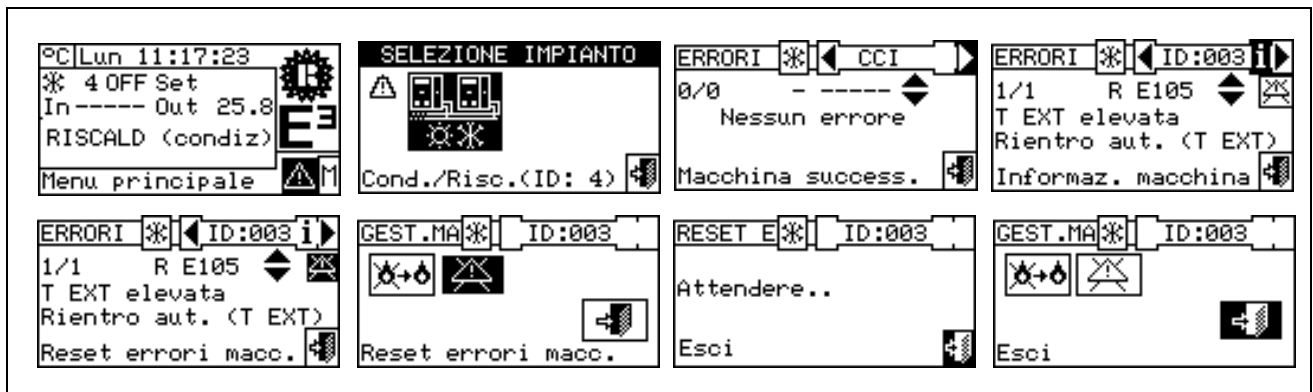 °C Lun 11:17:23
4 OFF Set
In ----- Out 25.8
E³
RISCALD (condiz)
Menu principale M
SELEZIONE IMPIANTO
Cond./Risc.(ID: 4)
ERRORI CCI
0/0 - -----
Nessun errore
Macchina success.
ERRORI ID:003 i
1/1 R E105
T EXT elevata
Rientro aut. (T EXT)
Informaz. macchina
ERRORI ID:003 i
1/1 R E105
T EXT elevata
Rientro aut. (T EXT)
Reset errori macc.
GEST.MA ID:003
Reset errori macc.
RESET E ID:003
Attendere..
Esci
GEST.MA ID:003
Esci